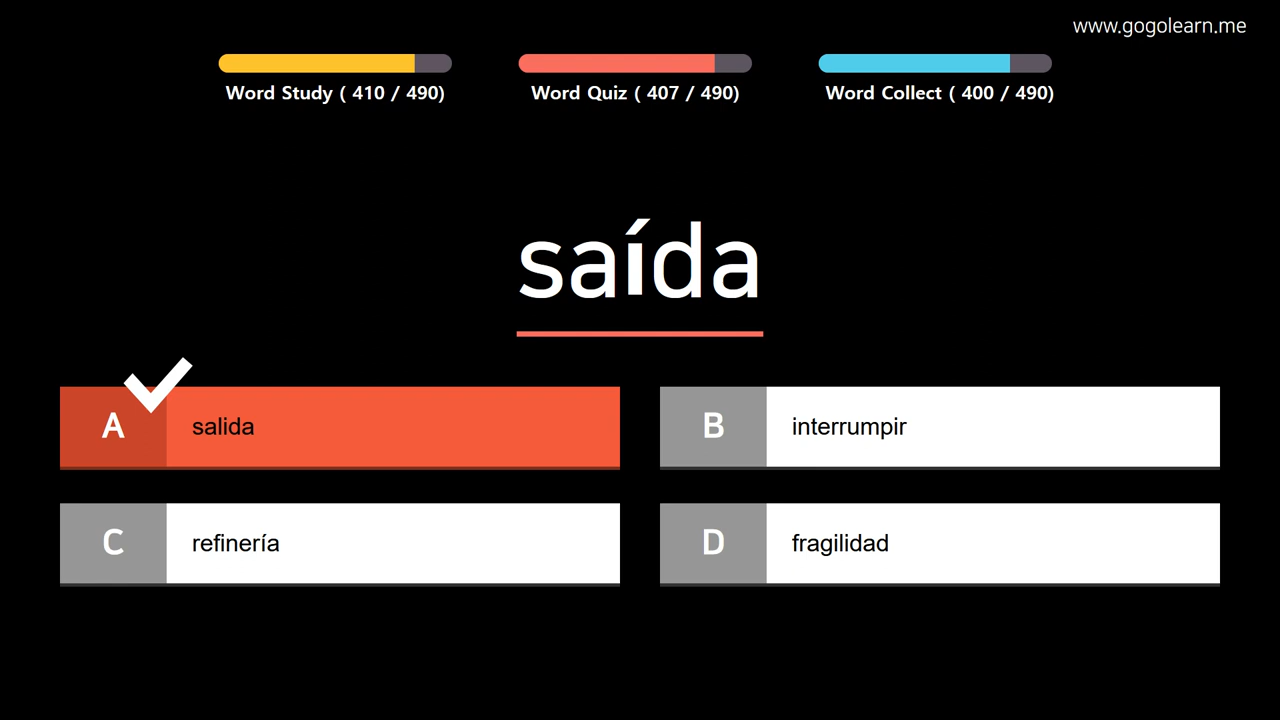 www.gogolearn.me
Word Study ( 410 / 490)
Word Quiz ( 407 / 490)
Word Collect ( 400 / 490)
saída
A salida
B interrumpir
C refinería
D fragilidad